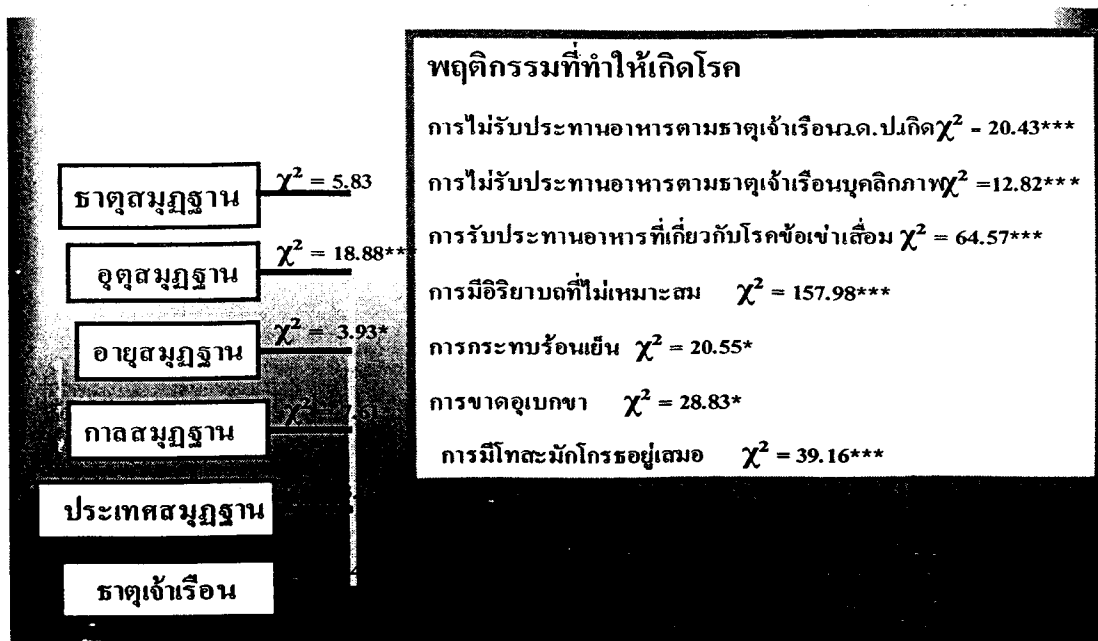 พฤติกรรมที่ทำให้เกิดโรค
การไม่รับประทานอาหารตามธาตุเจ้าเรือนว.ด.ป.เกิดχ² - 20.43***
การไม่รับประทานอาหารตามธาตุเจ้าเรือนบุคลิกภาพχ² =12.82***
การรับประทานอาหารที่เกี่ยวกับโรคข้อเข่าเสื่อม χ² = 64.57***
การมีอิริยาบถที่ไม่เหมาะสม χ² = 157.98***
การกระทบร้อนเย็น χ² = 20.55*
การขาดอุเบกขา χ² = 28.83*
การมีโทสะมักโกรธอยู่เสมอ χ² = 39.16***
ธาตุสมุฏฐาน χ² = 5.83
อุตุสมุฏฐาน χ² = 18.88***
อายุสมุฏฐาน χ² = 3.93*
กาลสมุฏฐาน χ² =
ประเทศสมุฏฐาน
ธาตุเจ้าเรือน